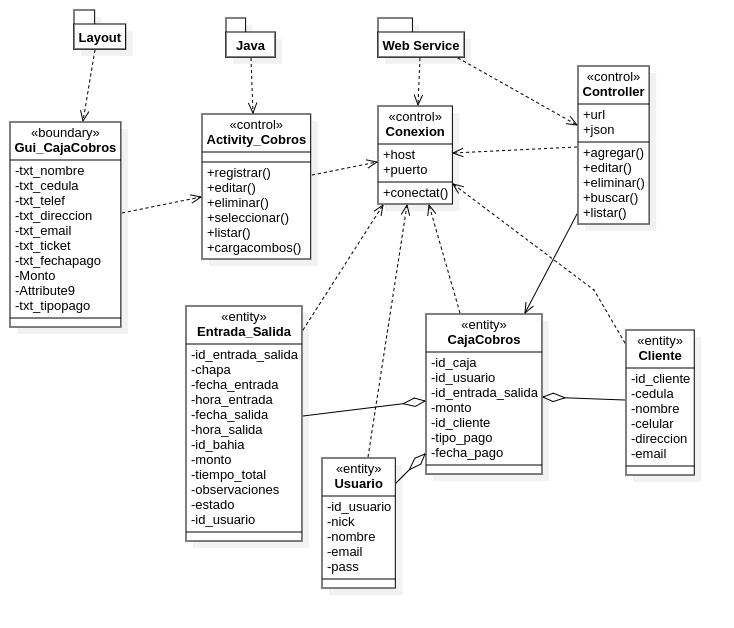 Layout
Java
Web Service
«control»
Controller
+url
+json
+agregar()
+editar()
+eliminar()
+buscar()
+listar()
«boundary»
Gui_CajaCobros
-txt_nombre
-txt_cedula
-txt_telef
-txt_direccion
-txt_email
-txt_ticket
-txt_fechapago
-Monto
-Attribute9
-txt_tipopago
«control»
Activity_Cobros
+registrar()
+editar()
+eliminar()
+seleccionar()
+listar()
+cargacombos()
«control»
Conexion
+host
+puerto
+conectat()
«entity»
Entrada_Salida
-id_entrada_salida
-chapa
-fecha_entrada
-hora_entrada
-fecha_salida
-hora_salida
-id_bahia
-monto
-tiempo_total
-observaciones
-estado
-id_usuario
«entity»
CajaCobros
-id_caja
-id_usuario
-id_entrada_salida
-monto
-id_cliente
-tipo_pago
-fecha_pago
«entity»
Cliente
-id_cliente
-cedula
-nombre
-celular
-direccion
-email
«entity»
Usuario
-id_usuario
-nick
-nombre
-email
-pass